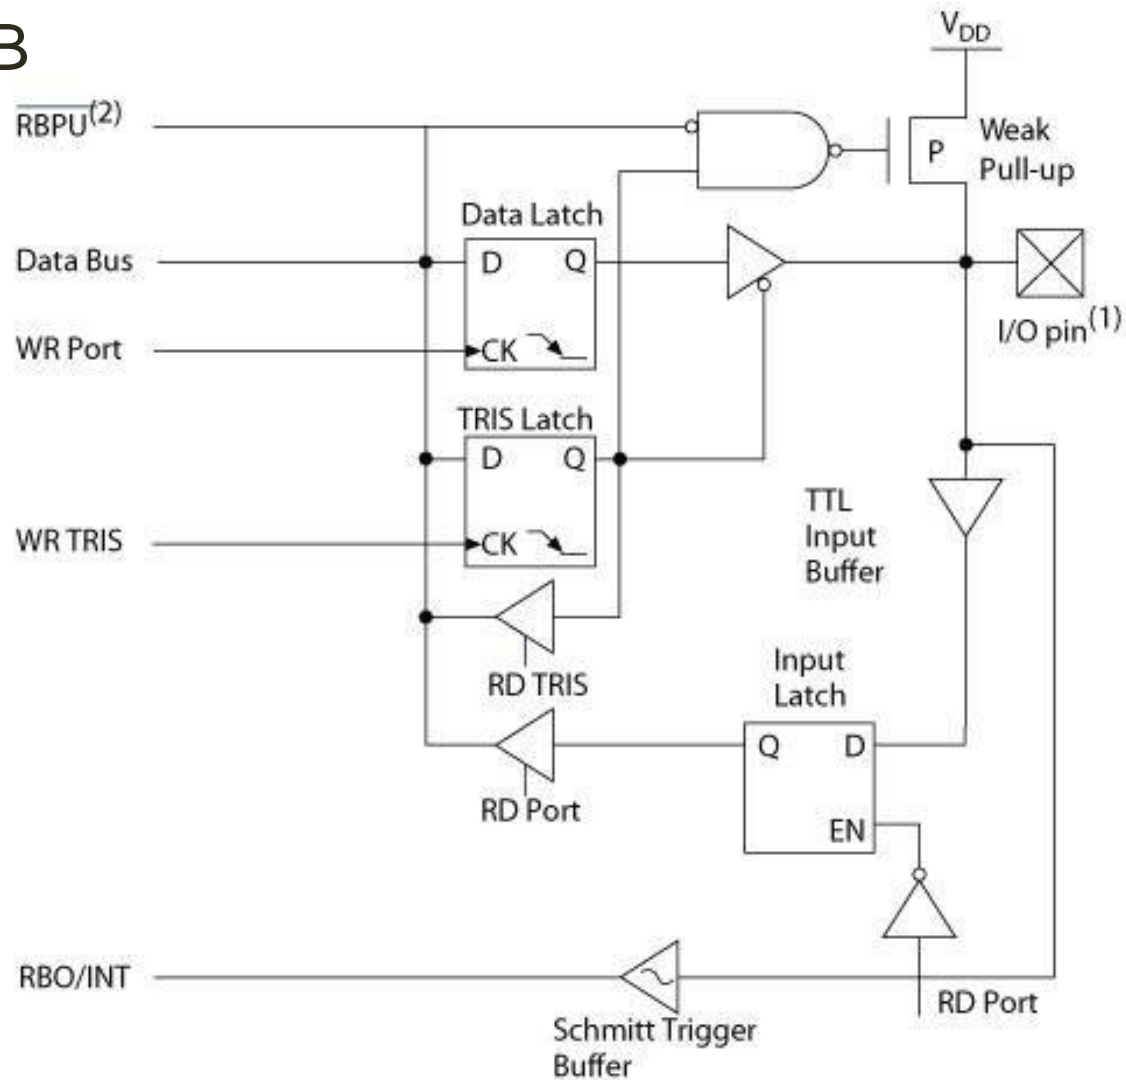 B
VDD
RBPU(2)
P
Weak
Pull-up
Data Latch
Data Bus
D
Q
WR Port
CK
I/O pin(1)
TRIS Latch
D
Q
WR TRIS
CK
TTL
Input
Buffer
RD TRIS
Input
Latch
Q
D
RD Port
EN
RBO/INT
RD Port
Schmitt Trigger
Buffer